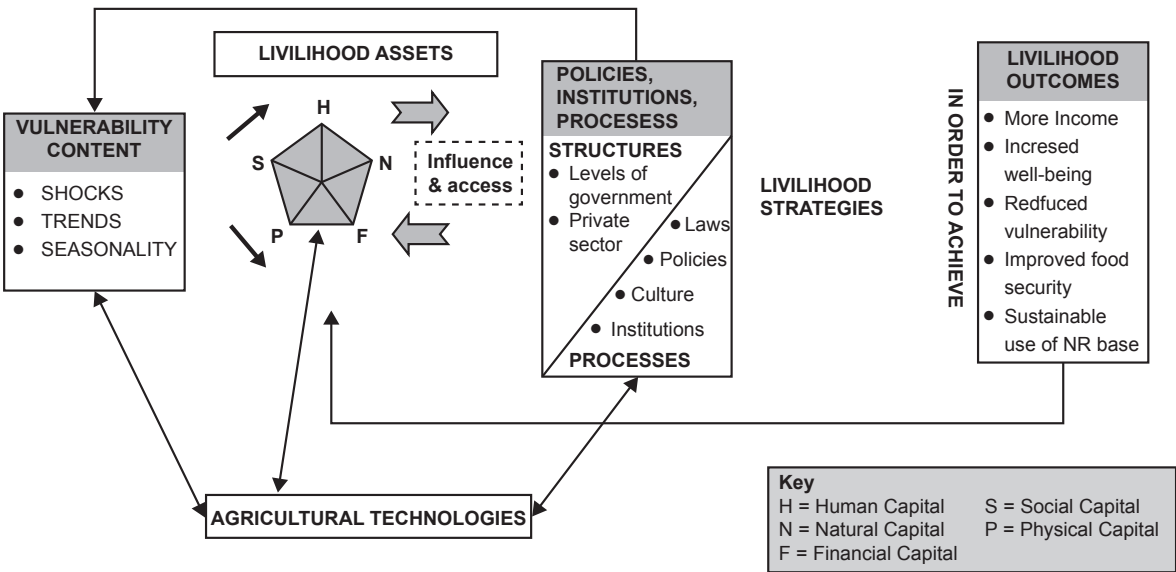 LIVILIHOOD ASSETS
VULNERABILITY
CONTENT
● SHOCKS
● TRENDS
● SEASONALITY
H
S
N
P
F
Influence
& access
POLICIES,
INSTITUTIONS,
PROCESESS
STRUCTURES
● Levels of
government
● Private
sector
● Laws
● Policies
● Culture
● Institutions
PROCESSES
LIVILIHOOD
STRATEGIES
IN ORDER TO ACHIEVE
LIVILIHOOD
OUTCOMES
● More Income
● Incresed
well-being
● Redfuced
vulnerability
● Improved food
security
● Sustainable
use of NR base
AGRICULTURAL TECHNOLOGIES
Key
H = Human Capital S = Social Capital
N = Natural Capital P = Physical Capital
F = Financial Capital